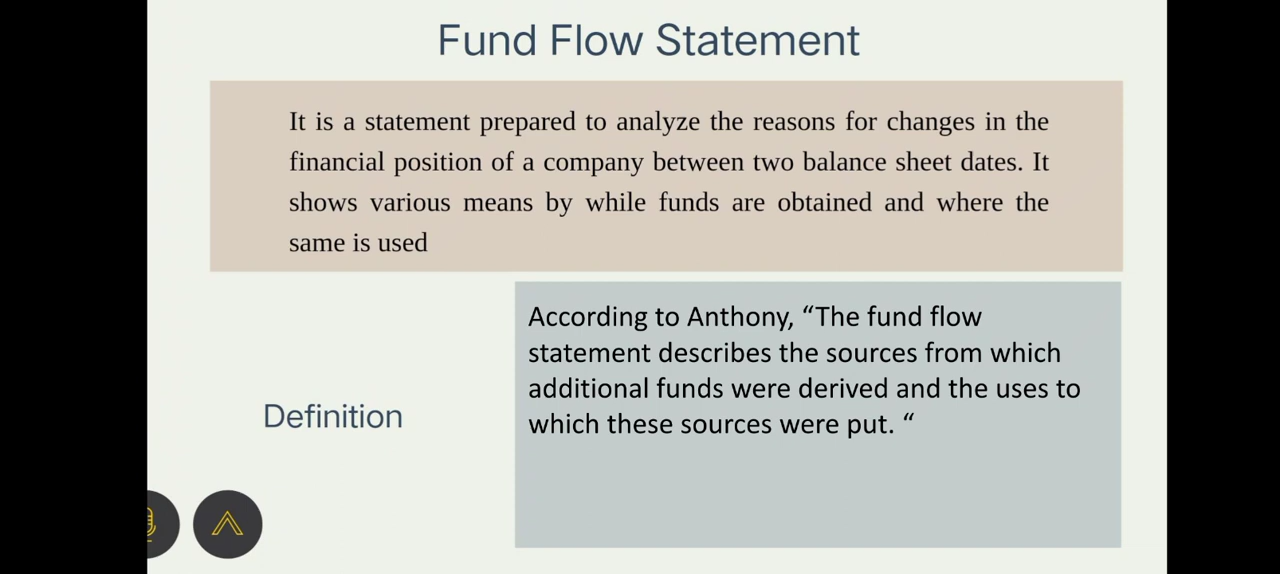 Fund Flow Statement
It is a statement prepared to analyze the reasons for changes in the
financial position of a company between two balance sheet dates. It
shows various means by while funds are obtained and where the
same is used
According to Anthony, “The fund flow
statement describes the sources from which
additional funds were derived and the uses to
which these sources were put. “
Definition